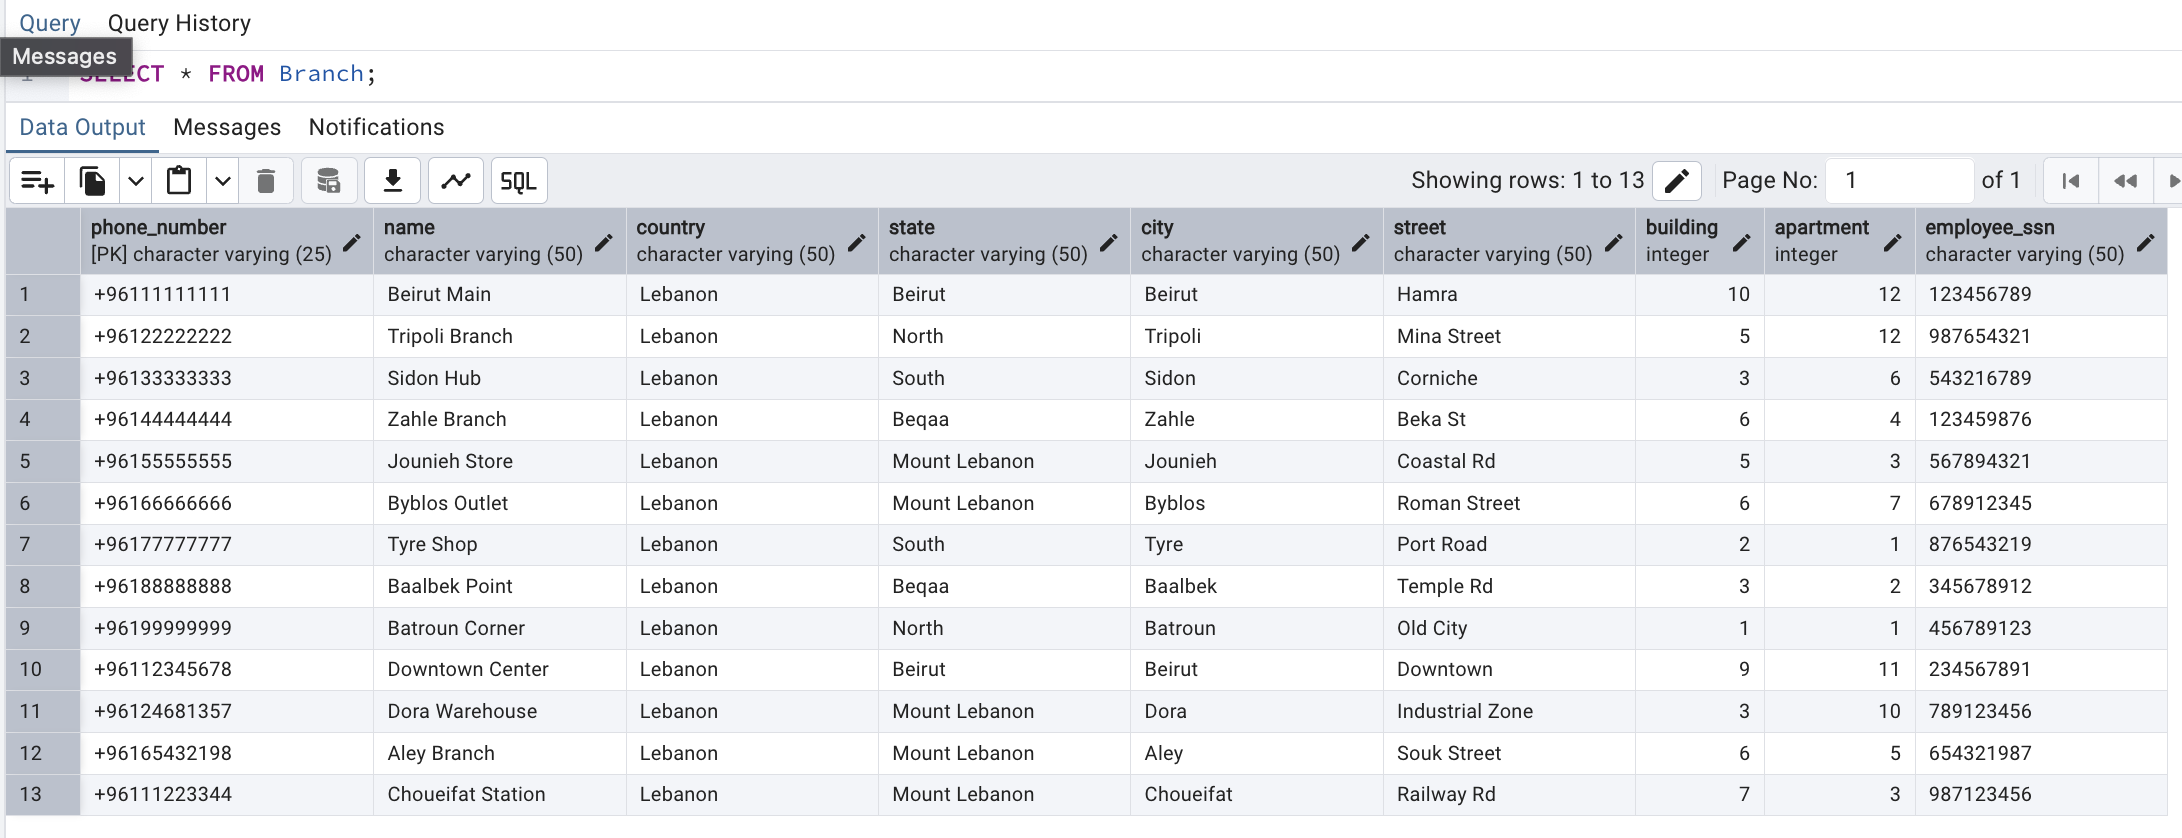 Query Query History
Messages
1 SELECT * FROM Branch;
Data Output Messages Notifications
SQL Showing rows: 1 to 13 Page No: 1 of 1
phone_number name country state city street building apartment employee_ssn
[PK] character varying (25) character varying (50) character varying (50) character varying (50) character varying (50) character varying (50) integer integer character varying (50)
1 +96111111111 Beirut Main Lebanon Beirut Beirut Hamra 10 12 123456789
2 +96122222222 Tripoli Branch Lebanon North Tripoli Mina Street 5 12 987654321
3 +96133333333 Sidon Hub Lebanon South Sidon Corniche 3 6 543216789
4 +96144444444 Zahle Branch Lebanon Beqaa Zahle Beka St 6 4 123459876
5 +96155555555 Jounieh Store Lebanon Mount Lebanon Jounieh Coastal Rd 5 3 567894321
6 +96166666666 Byblos Outlet Lebanon Mount Lebanon Byblos Roman Street 6 7 678912345
7 +96177777777 Tyre Shop Lebanon South Tyre Port Road 2 1 876543219
8 +96188888888 Baalbek Point Lebanon Beqaa Baalbek Temple Rd 3 2 345678912
9 +96199999999 Batroun Corner Lebanon North Batroun Old City 1 1 456789123
10 +96112345678 Downtown Center Lebanon Beirut Beirut Downtown 9 11 234567891
11 +96124681357 Dora Warehouse Lebanon Mount Lebanon Dora Industrial Zone 3 10 789123456
12 +96165432198 Aley Branch Lebanon Mount Lebanon Aley Souk Street 6 5 654321987
13 +96111223344 Choueifat Station Lebanon Mount Lebanon Choueifat Railway Rd 7 3 987123456